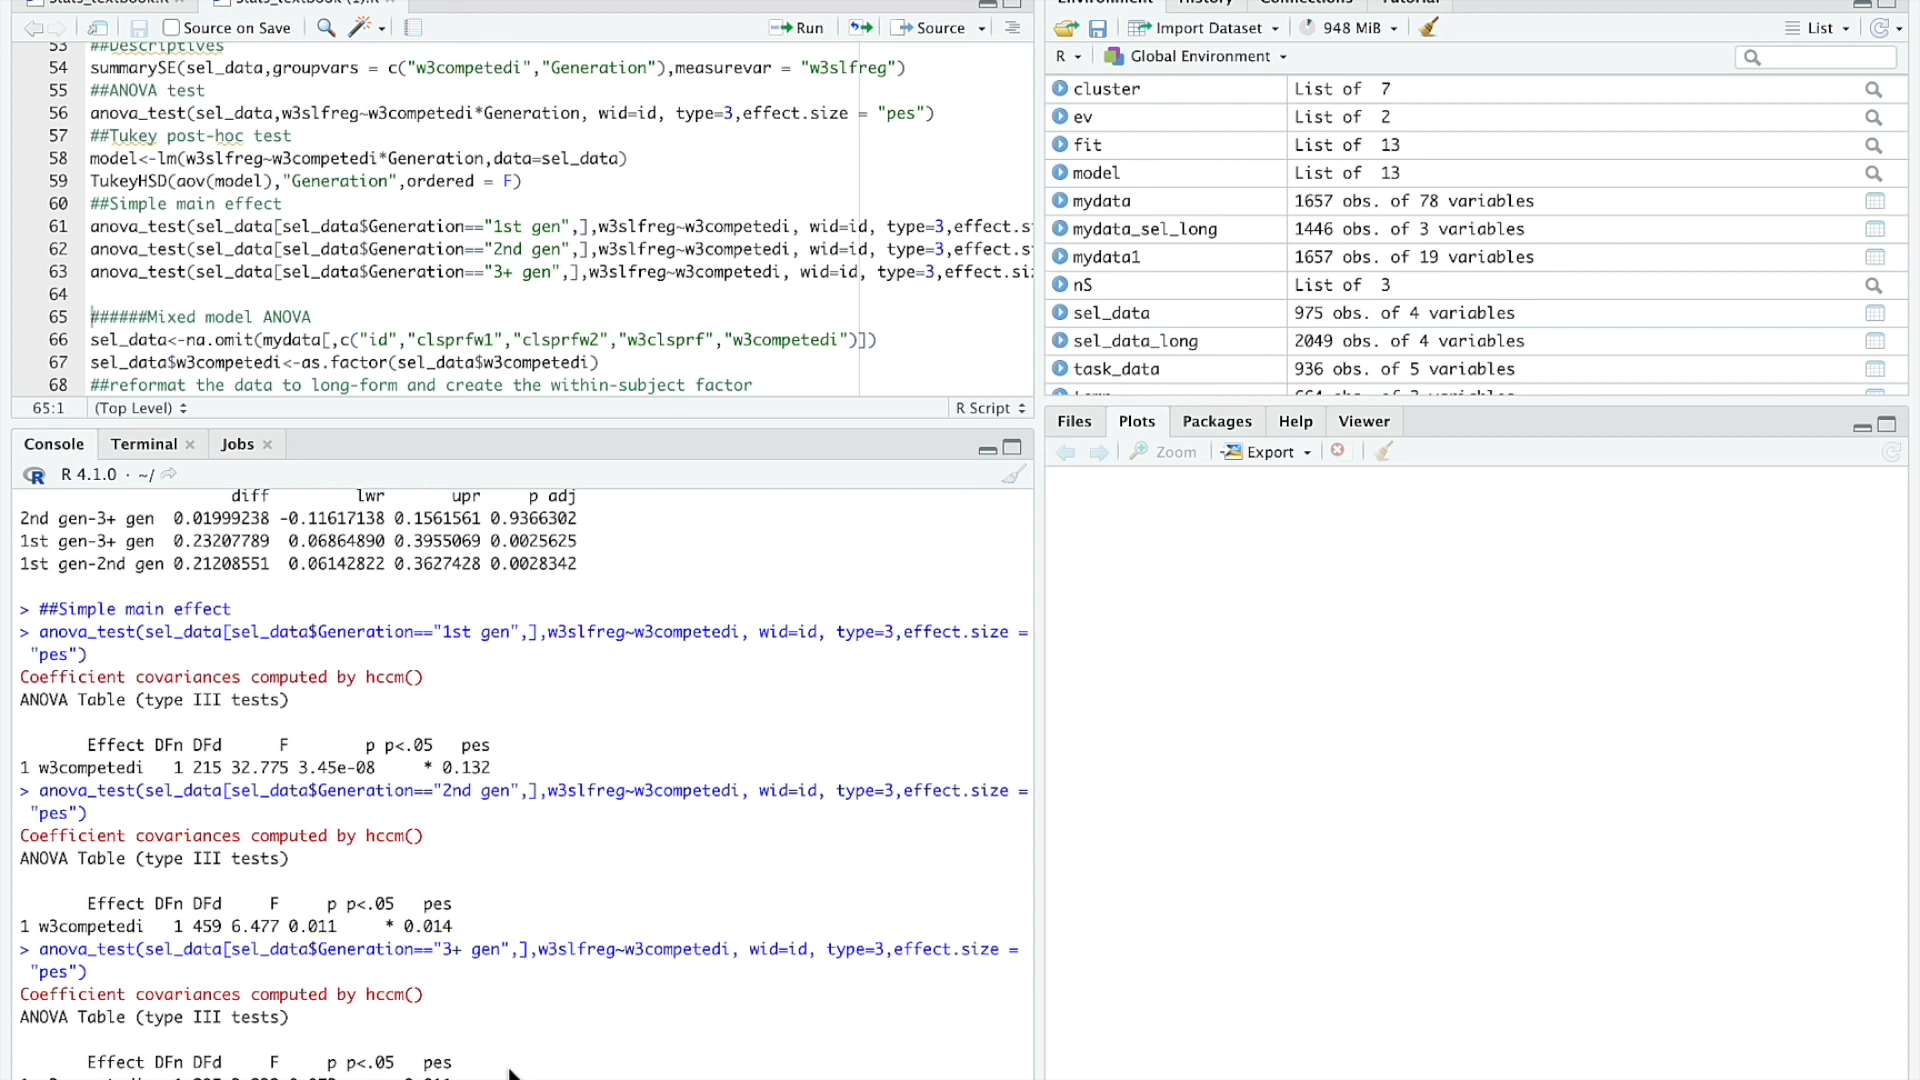 Source on Save
Run
Source
53 ##Descriptives
54 summarySE(sel_data,groupvars = c("w3competedi","Generation"),measurevar = "w3slfreg")
55 ##ANOVA test
56 anova_test(sel_data,w3slfreg~w3competedi*Generation, wid=id, type=3,effect.size = "pes")
57 ##Tukey post-hoc test
58 model<-lm(w3slfreg~w3competedi*Generation,data=sel_data)
59 TukeyHSD(aov(model),"Generation",ordered = F)
60 ##Simple main effect
61 anova_test(sel_data[sel_data$Generation=="1st gen",],w3slfreg~w3competedi, wid=id, type=3,effect.s
62 anova_test(sel_data[sel_data$Generation=="2nd gen",],w3slfreg~w3competedi, wid=id, type=3,effect.s
63 anova_test(sel_data[sel_data$Generation=="3+ gen",],w3slfreg~w3competedi, wid=id, type=3,effect.si
64
65 ######Mixed model ANOVA
66 sel_data<-na.omit(mydata[,c("id","clsprfw1","clsprfw2","w3clsprf","w3competedi")])
67 sel_data$w3competedi<-as.factor(sel_data$w3competedi)
68 ##reformat the data to long-form and create the within-subject factor
65:1 (Top Level) R Script
Console Terminal Jobs
R 4.1.0 · ~/
diff lwr upr p adj
2nd gen-3+ gen 0.01999238 -0.11617138 0.1561561 0.9366302
1st gen-3+ gen 0.23207789 0.06864890 0.3955069 0.0025625
1st gen-2nd gen 0.21208551 0.06142822 0.3627428 0.0028342
> ##Simple main effect
> anova_test(sel_data[sel_data$Generation=="1st gen",],w3slfreg~w3competedi, wid=id, type=3,effect.size =
"pes")
Coefficient covariances computed by hccm()
ANOVA Table (type III tests)
Effect DFn DFd F p p<.05 pes
1 w3competedi 1 215 32.775 3.45e-08 * 0.132
> anova_test(sel_data[sel_data$Generation=="2nd gen",],w3slfreg~w3competedi, wid=id, type=3,effect.size =
"pes")
Coefficient covariances computed by hccm()
ANOVA Table (type III tests)
Effect DFn DFd F p p<.05 pes
1 w3competedi 1 459 6.477 0.011 * 0.014
> anova_test(sel_data[sel_data$Generation=="3+ gen",],w3slfreg~w3competedi, wid=id, type=3,effect.size =
"pes")
Coefficient covariances computed by hccm()
ANOVA Table (type III tests)
Effect DFn DFd F p p<.05 pes
Environment History Connections Tutorial
Import Dataset 948 MiB List
R Global Environment
cluster List of 7
ev List of 2
fit List of 13
model List of 13
mydata 1657 obs. of 78 variables
mydata_sel_long 1446 obs. of 3 variables
mydata1 1657 obs. of 19 variables
nS List of 3
sel_data 975 obs. of 4 variables
sel_data_long 2049 obs. of 4 variables
task_data 936 obs. of 5 variables
Files Plots Packages Help Viewer
Zoom Export